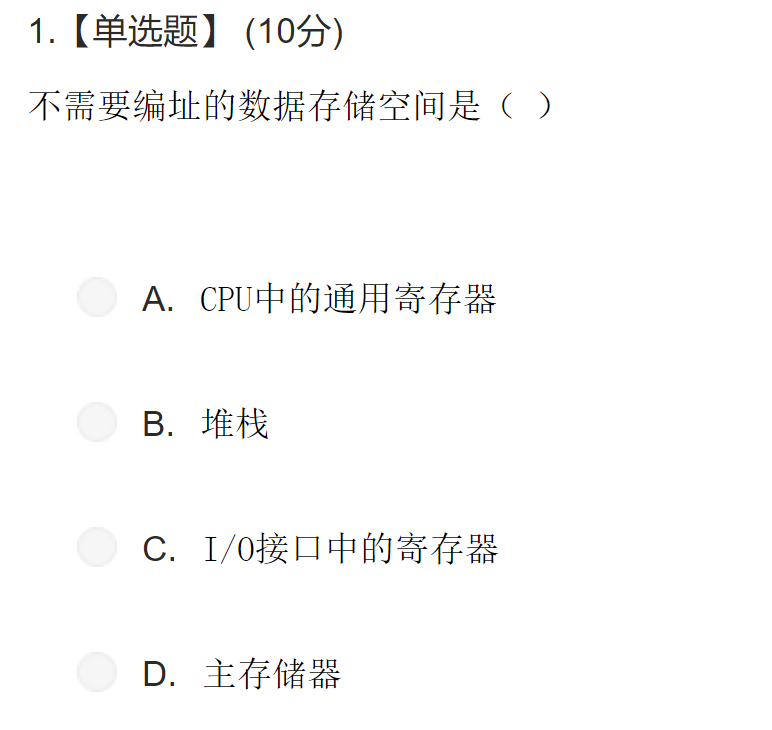 1.【单选题】 (10分)
不需要编址的数据存储空间是（ ）
A. CPU中的通用寄存器
B. 堆栈
C. I/O接口中的寄存器
D. 主存储器